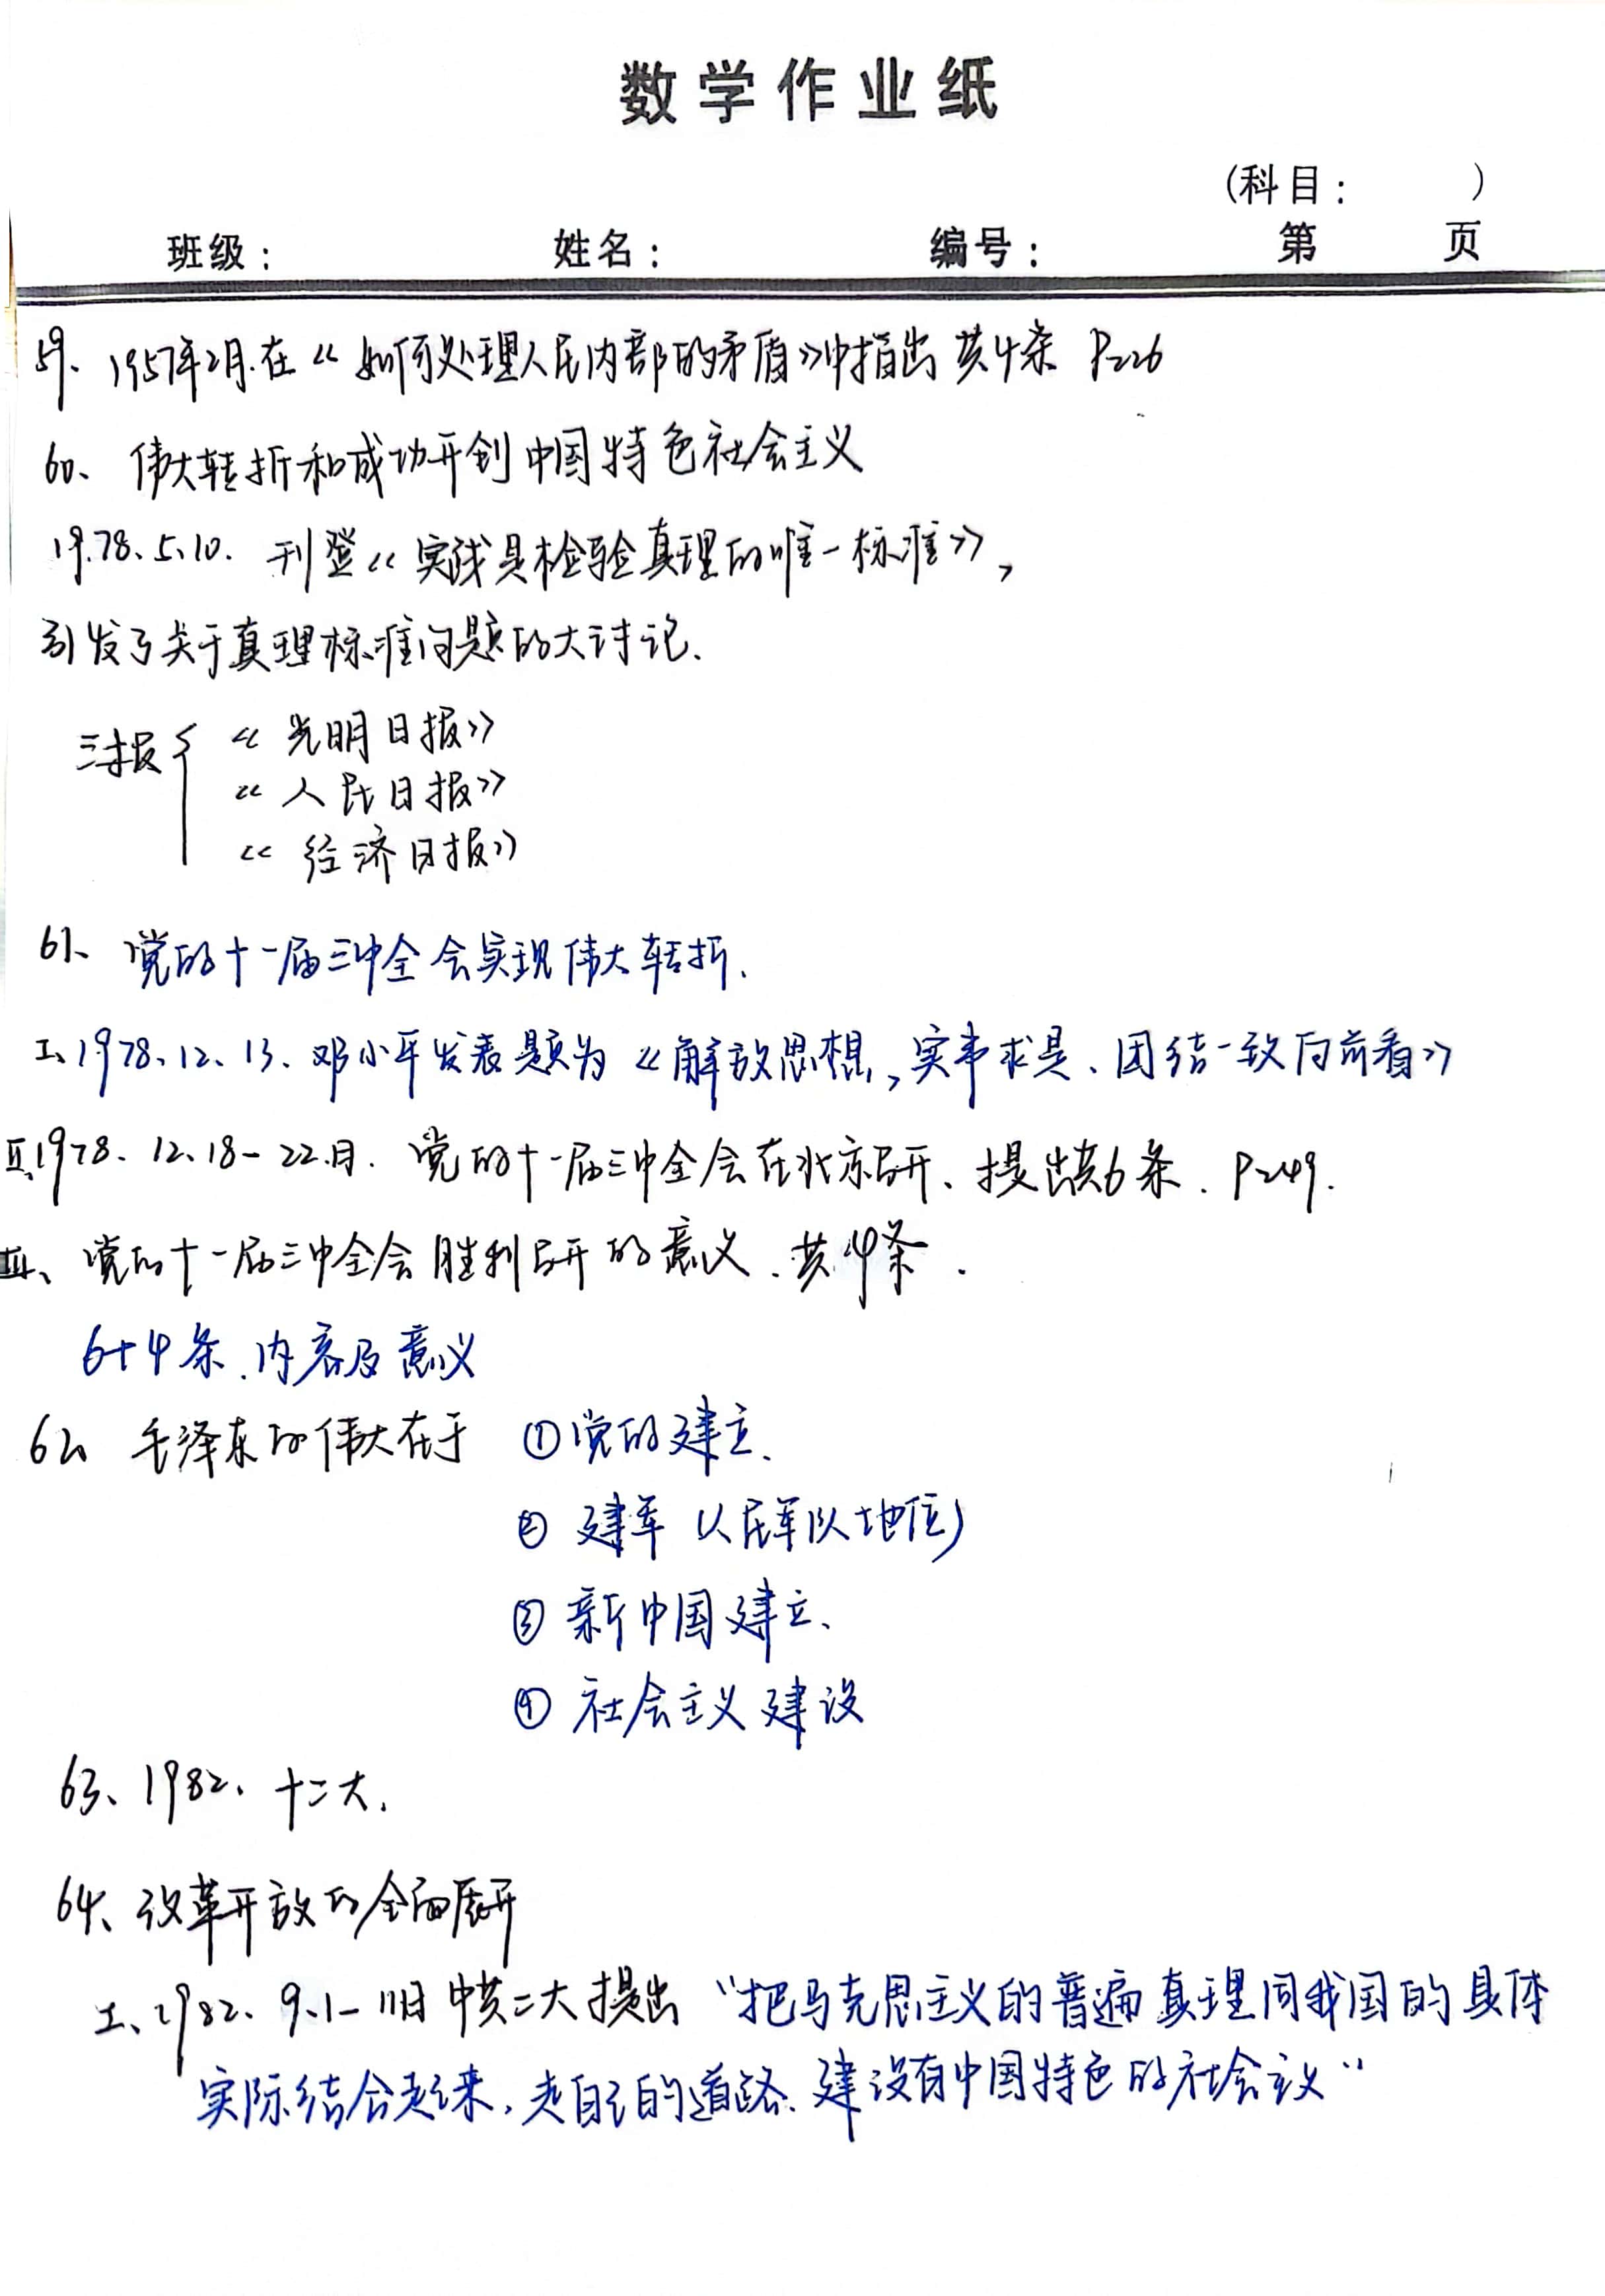 数学作业纸
(科目: )
班级: 姓名: 编号: 第 页
59、1957年2月.在《如何处理人民内部的矛盾》中指出 共4条 P226
60、伟大转折和成功开创中国特色社会主义
1978、5、10. 刊登《实践是检验真理的唯一标准》,
引发了关于真理标准问题的大讨论.
三报 《光明日报》
《人民日报》
《经济日报》
61、党的十一届三中全会实现伟大转折.
I、1978、12、13、邓小平发表题为《解放思想,实事求是、团结一致向前看》
II、1978、12、18-22日. 党的十一届三中全会在北京召开、提出共6条. P249.
III、党的十一届三中全会胜利召开的意义.共4条.
6+4条.内容及意义
62、毛泽东的伟大在于 ①党的建立.
② 建军 (人民军队地位)
③ 新中国建立、
④ 社会主义建设
63、1982、十二大.
64、改革开放的全面展开
I、1982、9.1-11日 中共十二大提出 "把马克思主义的普遍真理同我国的具体
实际结合起来,走自己的道路、建设有中国特色的社会主义"